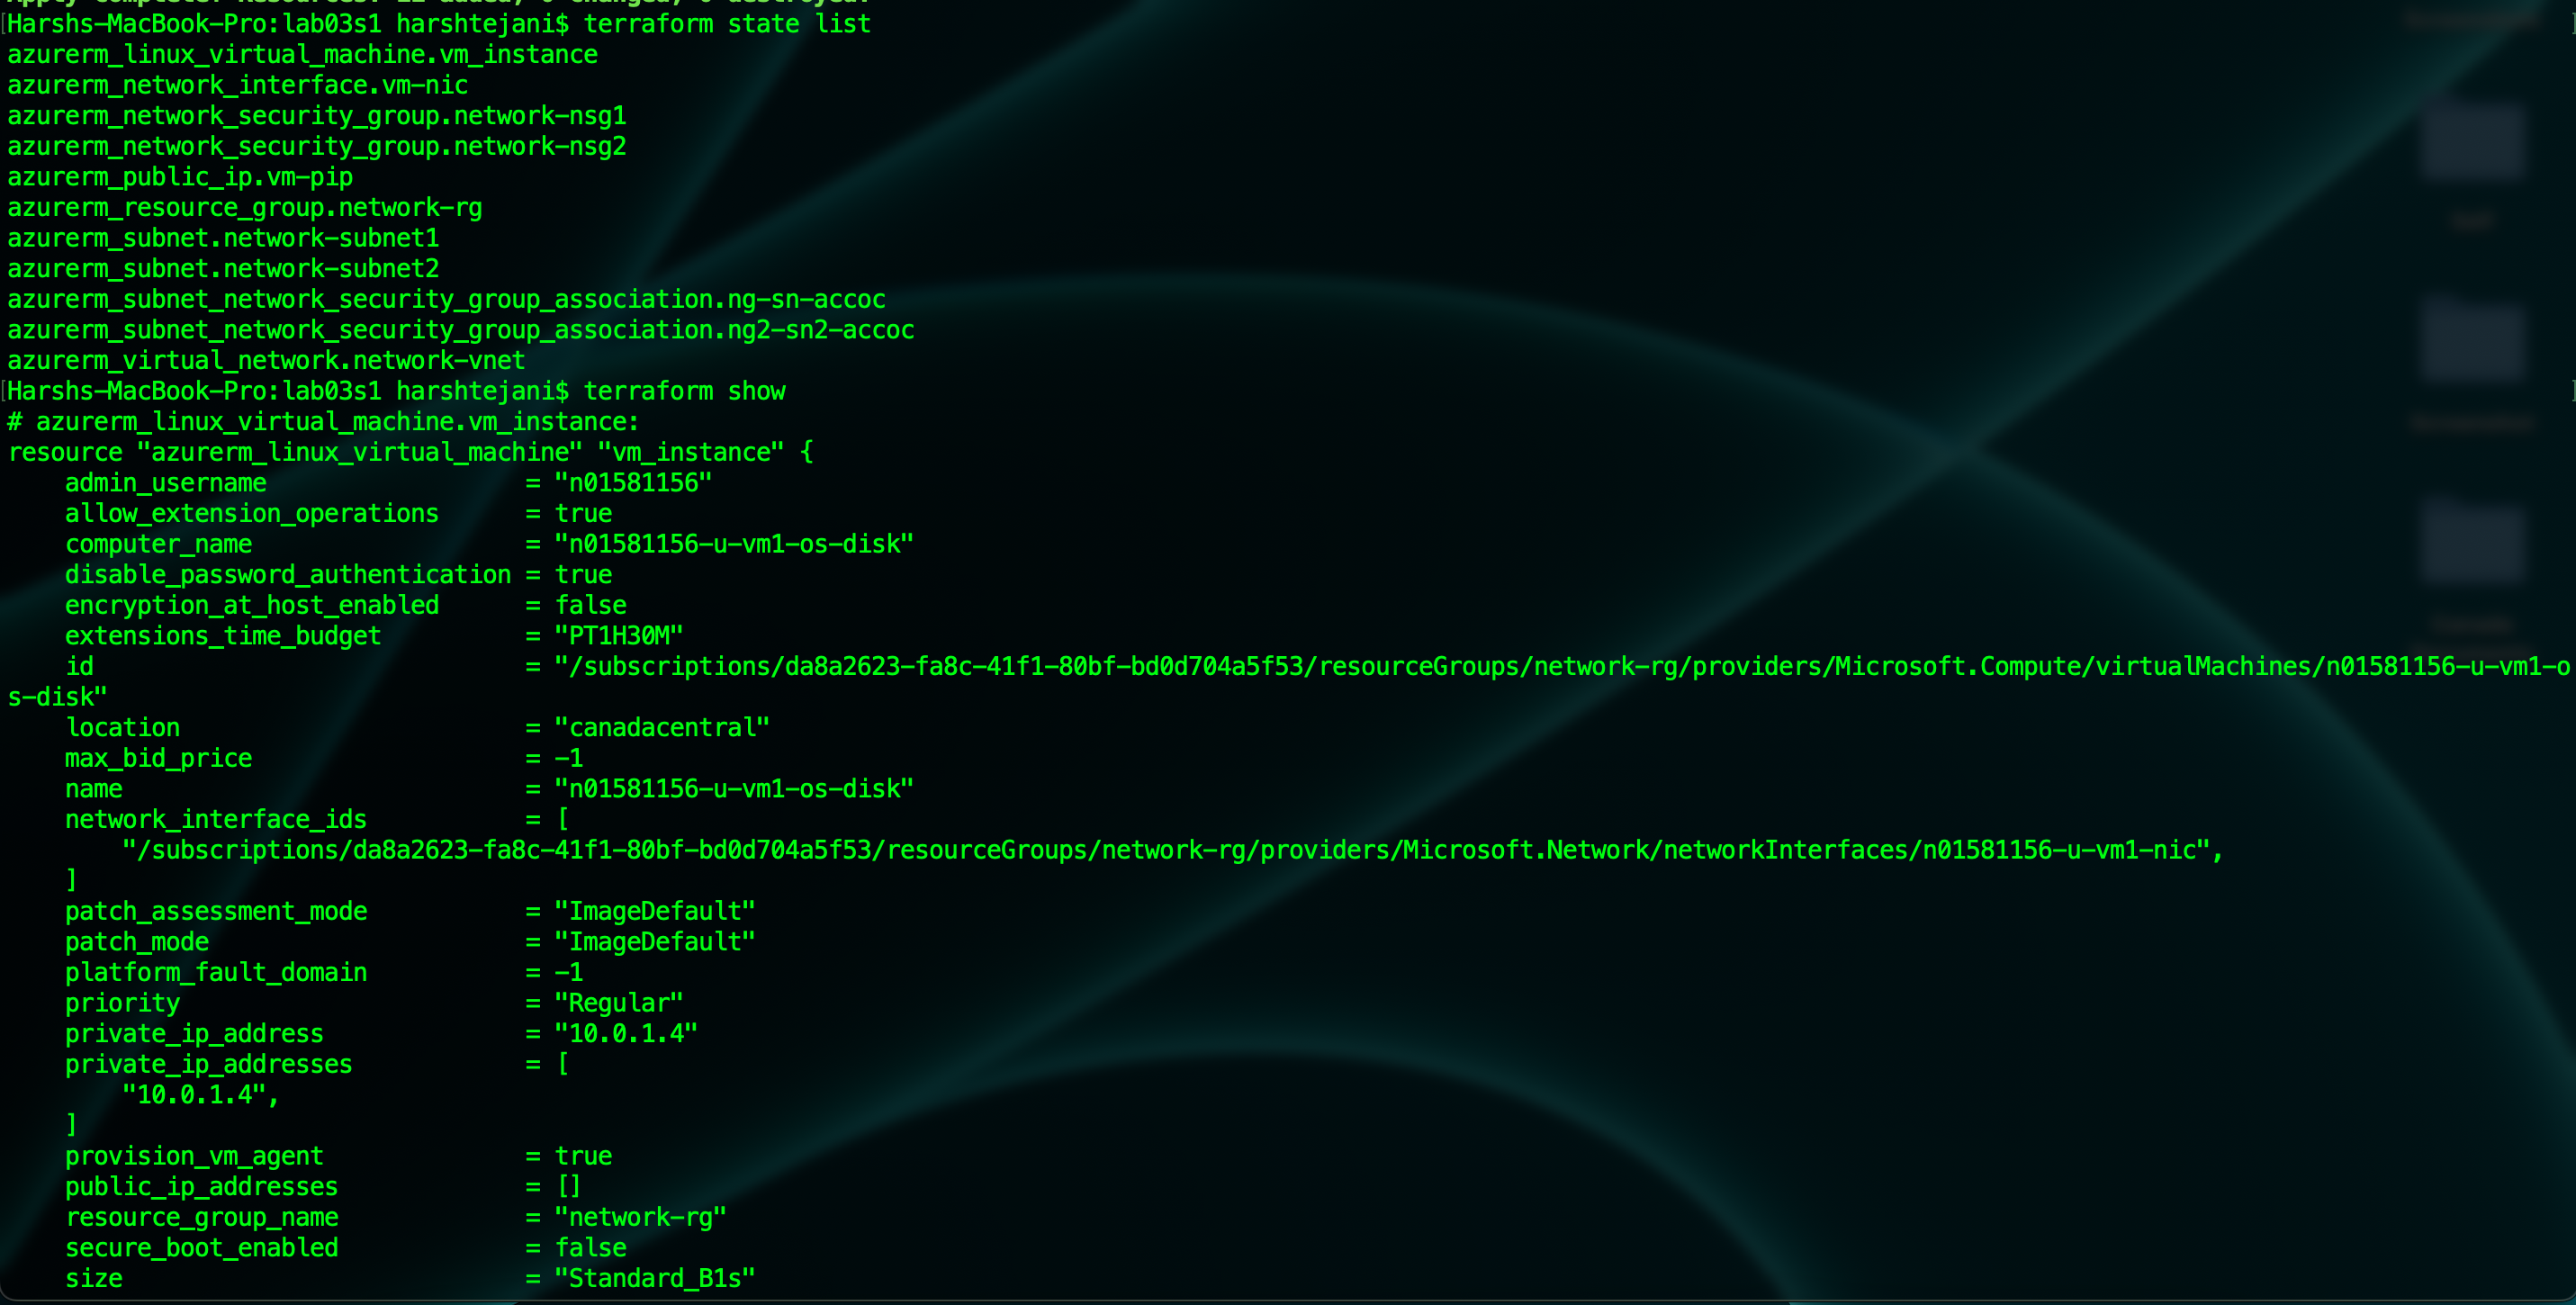 [Harshs-MacBook-Pro:lab03s1 harshtejani$ terraform state list ]
azurerm_linux_virtual_machine.vm_instance
azurerm_network_interface.vm-nic
azurerm_network_security_group.network-nsg1
azurerm_network_security_group.network-nsg2
azurerm_public_ip.vm-pip
azurerm_resource_group.network-rg
azurerm_subnet.network-subnet1
azurerm_subnet.network-subnet2
azurerm_subnet_network_security_group_association.ng-sn-accoc
azurerm_subnet_network_security_group_association.ng2-sn2-accoc
azurerm_virtual_network.network-vnet
[Harshs-MacBook-Pro:lab03s1 harshtejani$ terraform show ]
# azurerm_linux_virtual_machine.vm_instance:
resource "azurerm_linux_virtual_machine" "vm_instance" {
    admin_username                  = "n01581156"
    allow_extension_operations      = true
    computer_name                   = "n01581156-u-vm1-os-disk"
    disable_password_authentication = true
    encryption_at_host_enabled      = false
    extensions_time_budget          = "PT1H30M"
    id                              = "/subscriptions/da8a2623-fa8c-41f1-80bf-bd0d704a5f53/resourceGroups/network-rg/providers/Microsoft.Compute/virtualMachines/n01581156-u-vm1-o
s-disk"
    location                        = "canadacentral"
    max_bid_price                   = -1
    name                            = "n01581156-u-vm1-os-disk"
    network_interface_ids           = [
        "/subscriptions/da8a2623-fa8c-41f1-80bf-bd0d704a5f53/resourceGroups/network-rg/providers/Microsoft.Network/networkInterfaces/n01581156-u-vm1-nic",
    ]
    patch_assessment_mode           = "ImageDefault"
    patch_mode                      = "ImageDefault"
    platform_fault_domain           = -1
    priority                        = "Regular"
    private_ip_address              = "10.0.1.4"
    private_ip_addresses            = [
        "10.0.1.4",
    ]
    provision_vm_agent              = true
    public_ip_addresses             = []
    resource_group_name             = "network-rg"
    secure_boot_enabled             = false
    size                            = "Standard_B1s"